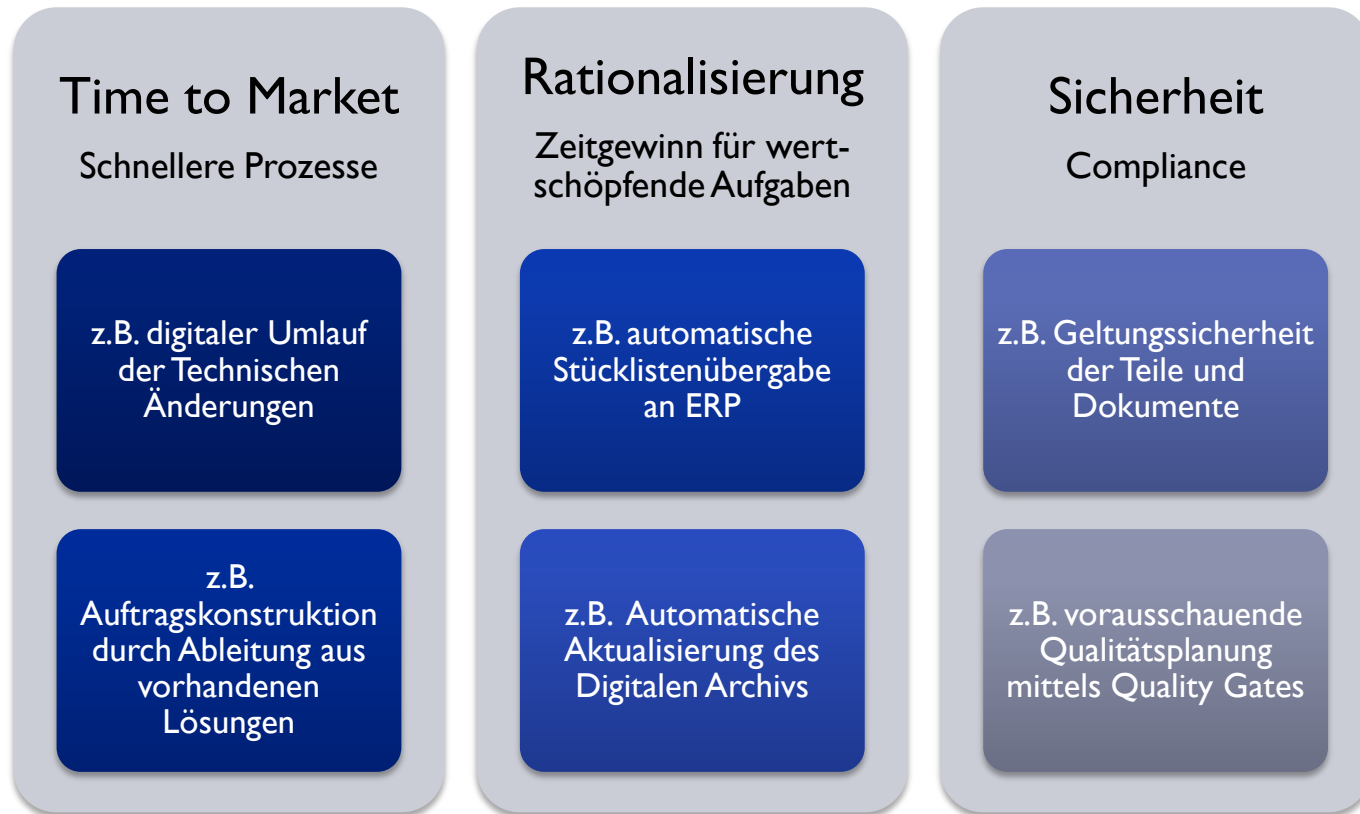 Time to Market
Schnellere Prozesse
z.B. digitaler Umlauf
der Technischen
Änderungen
z.B.
Auftragskonstruktion
durch Ableitung aus
vorhandenen
Lösungen
Rationalisierung
Zeitgewinn für wert-
schöpfende Aufgaben
z.B. automatische
Stücklistenübergabe
an ERP
z.B. Automatische
Aktualisierung des
Digitalen Archivs
Sicherheit
Compliance
z.B. Geltungssicherheit
der Teile und
Dokumente
z.B. vorausschauende
Qualitätsplanung
mittels Quality Gates